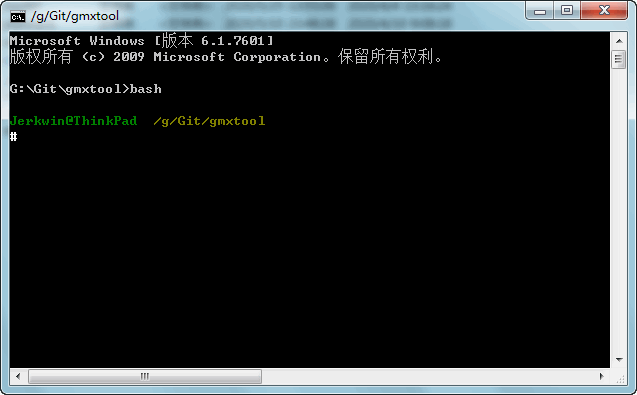 /g/Git/gmxtool
Microsoft Windows [版本 6.1.7601]
版权所有 (c) 2009 Microsoft Corporation。保留所有权利。
G:\Git\gmxtool>bash
Jerkwin@ThinkPad  /g/Git/gmxtool
#